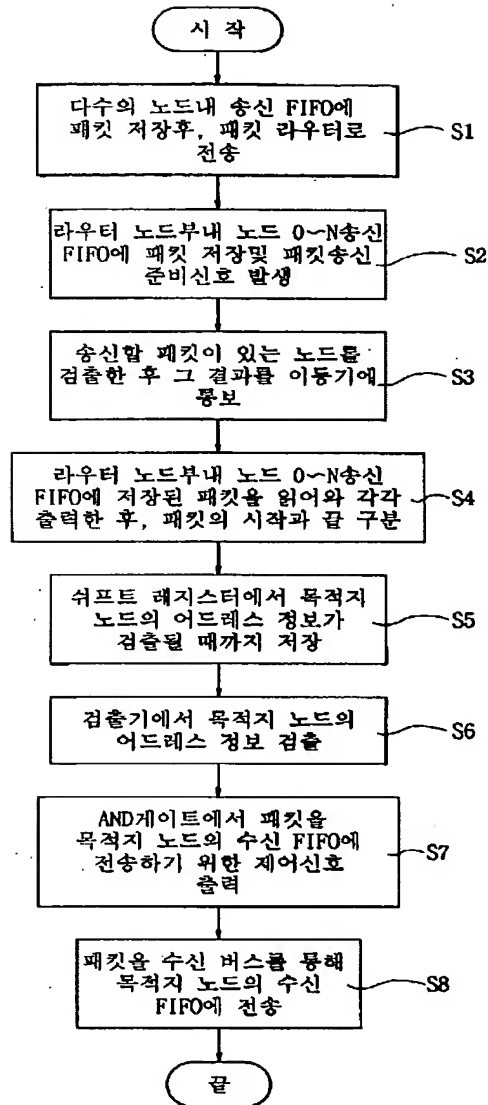 시 작
다수의 노드내 송신 FIFO에
패킷 저장후, 패킷 라우터로
전송
S1
라우터 노드부내 노드 0~N송신
FIFO에 패킷 저장및 패킷송신
준비신호 발생
S2
송신할 패킷이 있는 노드를
검출한 후 그 결과를 이동기에
통보
S3
라우터 노드부내 노드 0~N송신
FIFO에 저장된 패킷을 읽어와 각각
출력한 후, 패킷의 시작과 끝 구분
S4
쉬프트 레지스터에서 목적지
노드의 어드레스 정보가
검출될 때까지 저장
S5
검출기에서 목적지 노드의
어드레스 정보 검출
S6
AND게이트에서 패킷을
목적지 노드의 수신 FIFO에
전송하기 위한 제어신호
출력
S7
패킷을 수신 버스를 통해
목적지 노드의 수신
FIFO에 전송
S8
끝